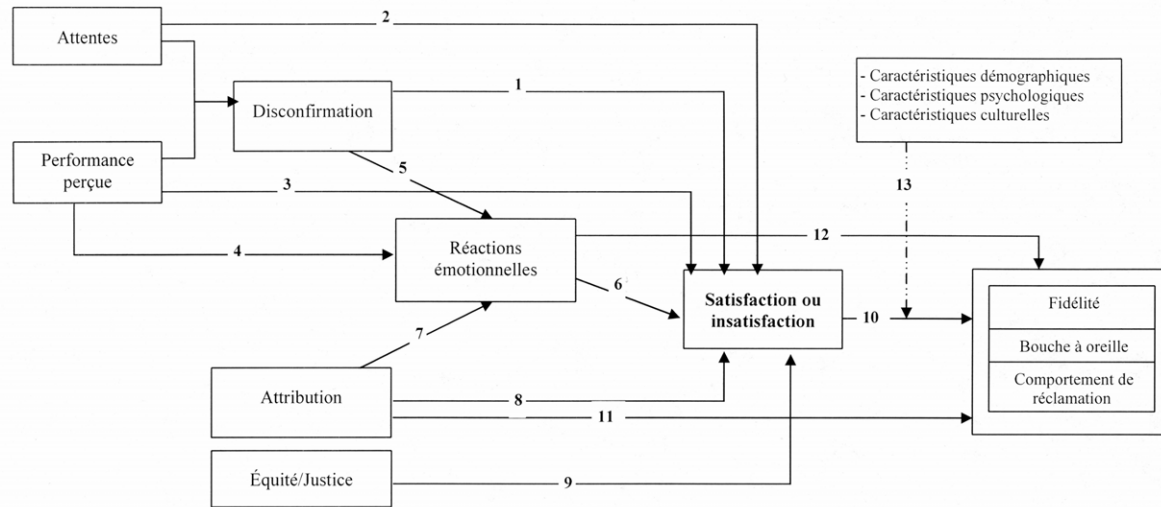 2
Attentes
1
- Caractéristiques démographiques
- Caractéristiques psychologiques
- Caractéristiques culturelles
Disconfirmation
Performance
perçue
5
3
13
12
4
Réactions
émotionnelles
6
Satisfaction ou
insatisfaction
10
Fidélité
Bouche à oreille
Comportement de
réclamation
7
Attribution
8
11
Équité/Justice
9